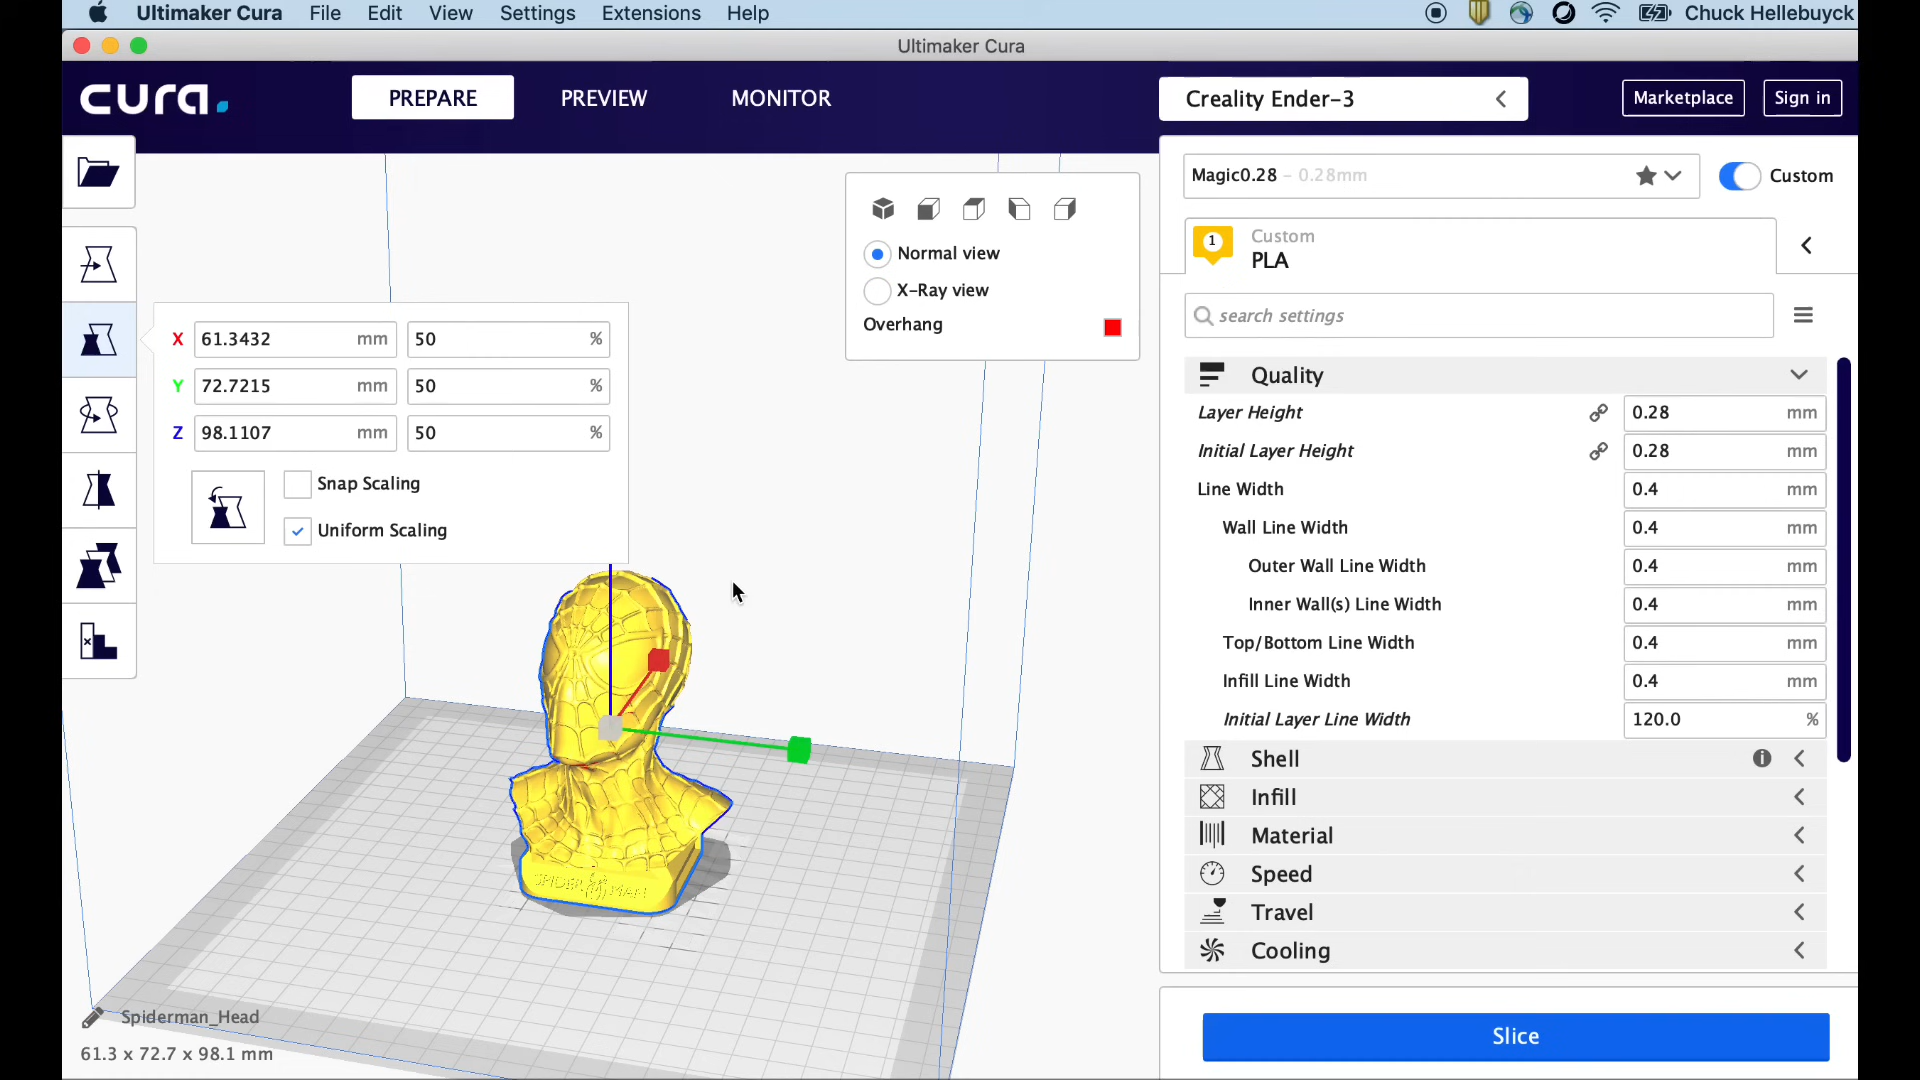 Ultimaker Cura File Edit View Settings Extensions Help Chuck Hellebuyck
Ultimaker Cura
cura. PREPARE PREVIEW MONITOR Creality Ender-3 Marketplace Sign in
Magic0.28 - 0.28mm Custom
1 Custom
PLA
search settings
Normal view
X-Ray view
Overhang
X 61.3432 mm 50 %
Y 72.7215 mm 50 %
Z 98.1107 mm 50 %
Snap Scaling
Uniform Scaling
Quality
Layer Height 0.28 mm
Initial Layer Height 0.28 mm
Line Width 0.4 mm
Wall Line Width 0.4 mm
Outer Wall Line Width 0.4 mm
Inner Wall(s) Line Width 0.4 mm
Top/Bottom Line Width 0.4 mm
Infill Line Width 0.4 mm
Initial Layer Line Width 120.0 %
Shell
Infill
Material
Speed
Travel
Cooling
SPIDER MAN
Spiderman_Head
61.3 x 72.7 x 98.1 mm
Slice